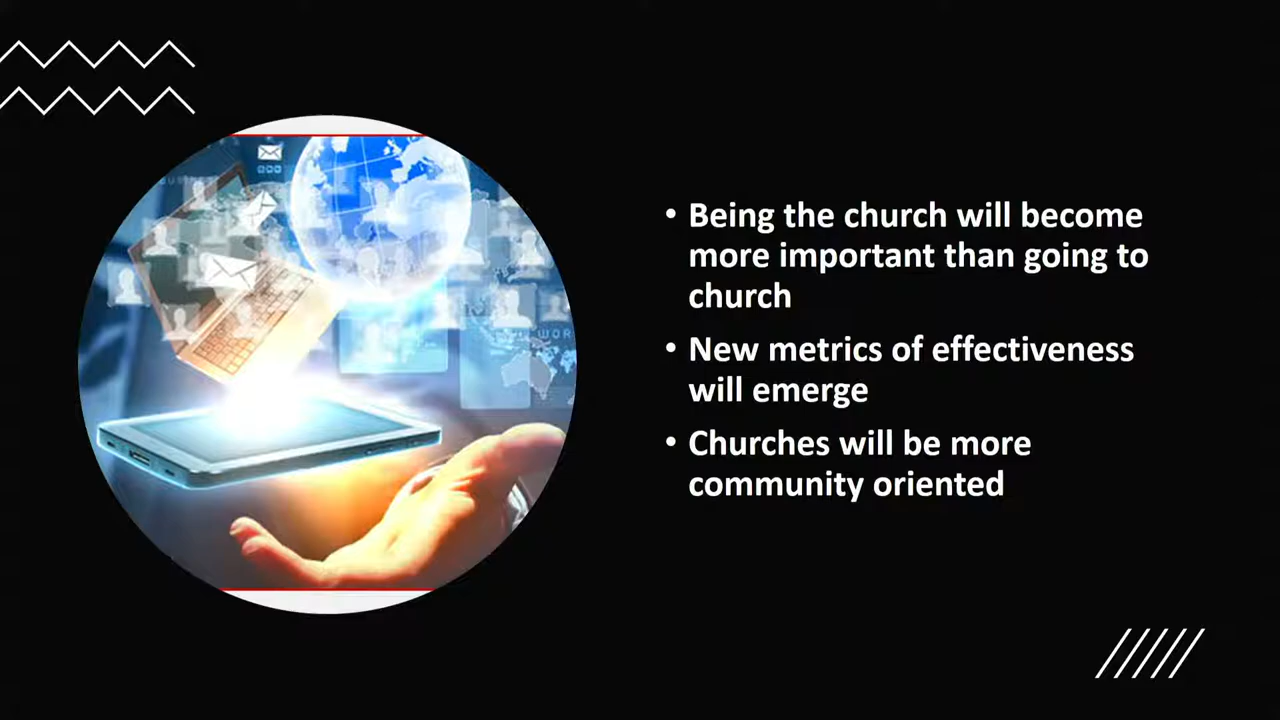 • Being the church will become
more important than going to
church
• New metrics of effectiveness
will emerge
• Churches will be more
community oriented